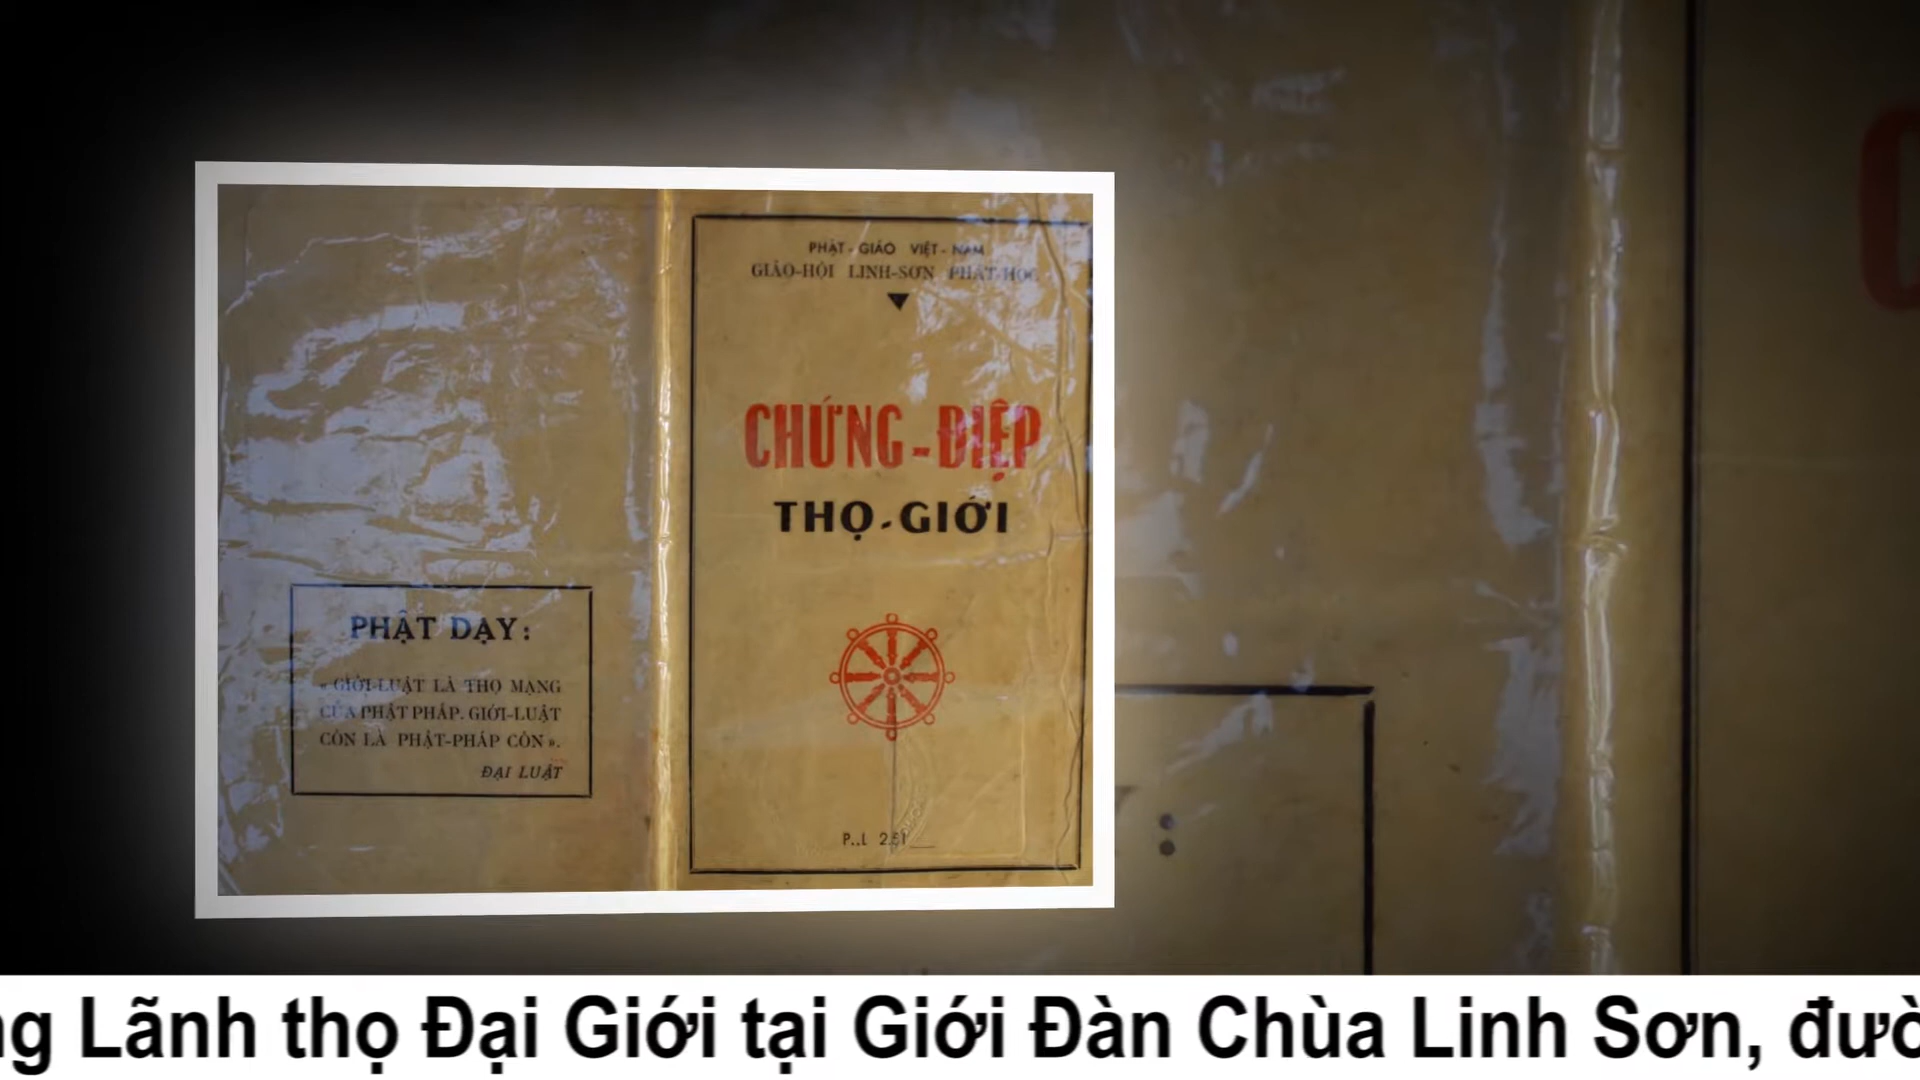 PHẬT-GIÁO VIỆT-NAM
GIÁO-HỘI LINH-SƠN PHẬT-HỌC
CHỨNG-ĐIỆP
THỌ-GIỚI
PHẬT DẠY:
« GIỚI-LUẬT LÀ THỌ MẠNG
CỦA PHẬT PHÁP. GIỚI-LUẬT
CÒN LÀ PHẬT-PHÁP CÒN ».
ĐẠI LUẬT
P..L
Lãnh thọ Đại Giới tại Giới Đàn Chùa Linh Sơn,